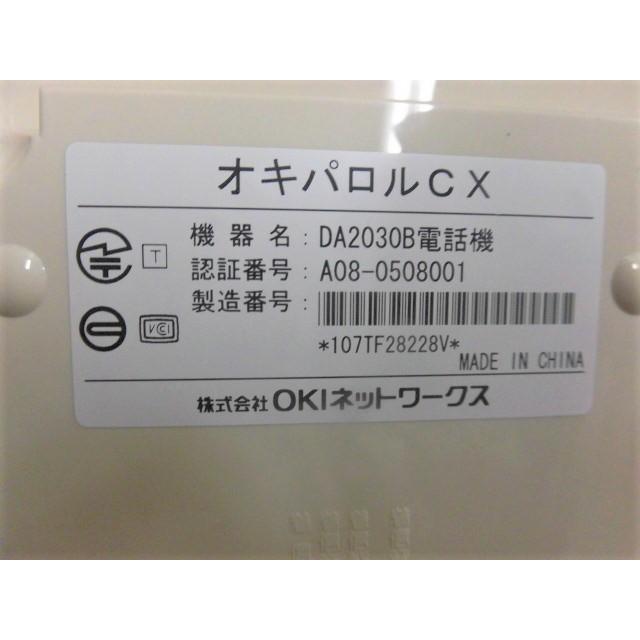 オキパロルCX
機器名：DA2030B電話機
T
認証番号：A08-0508001
製造番号：
VCCI
*107TF28228V*
MADE IN CHINA
株式会社 OKIネットワークス